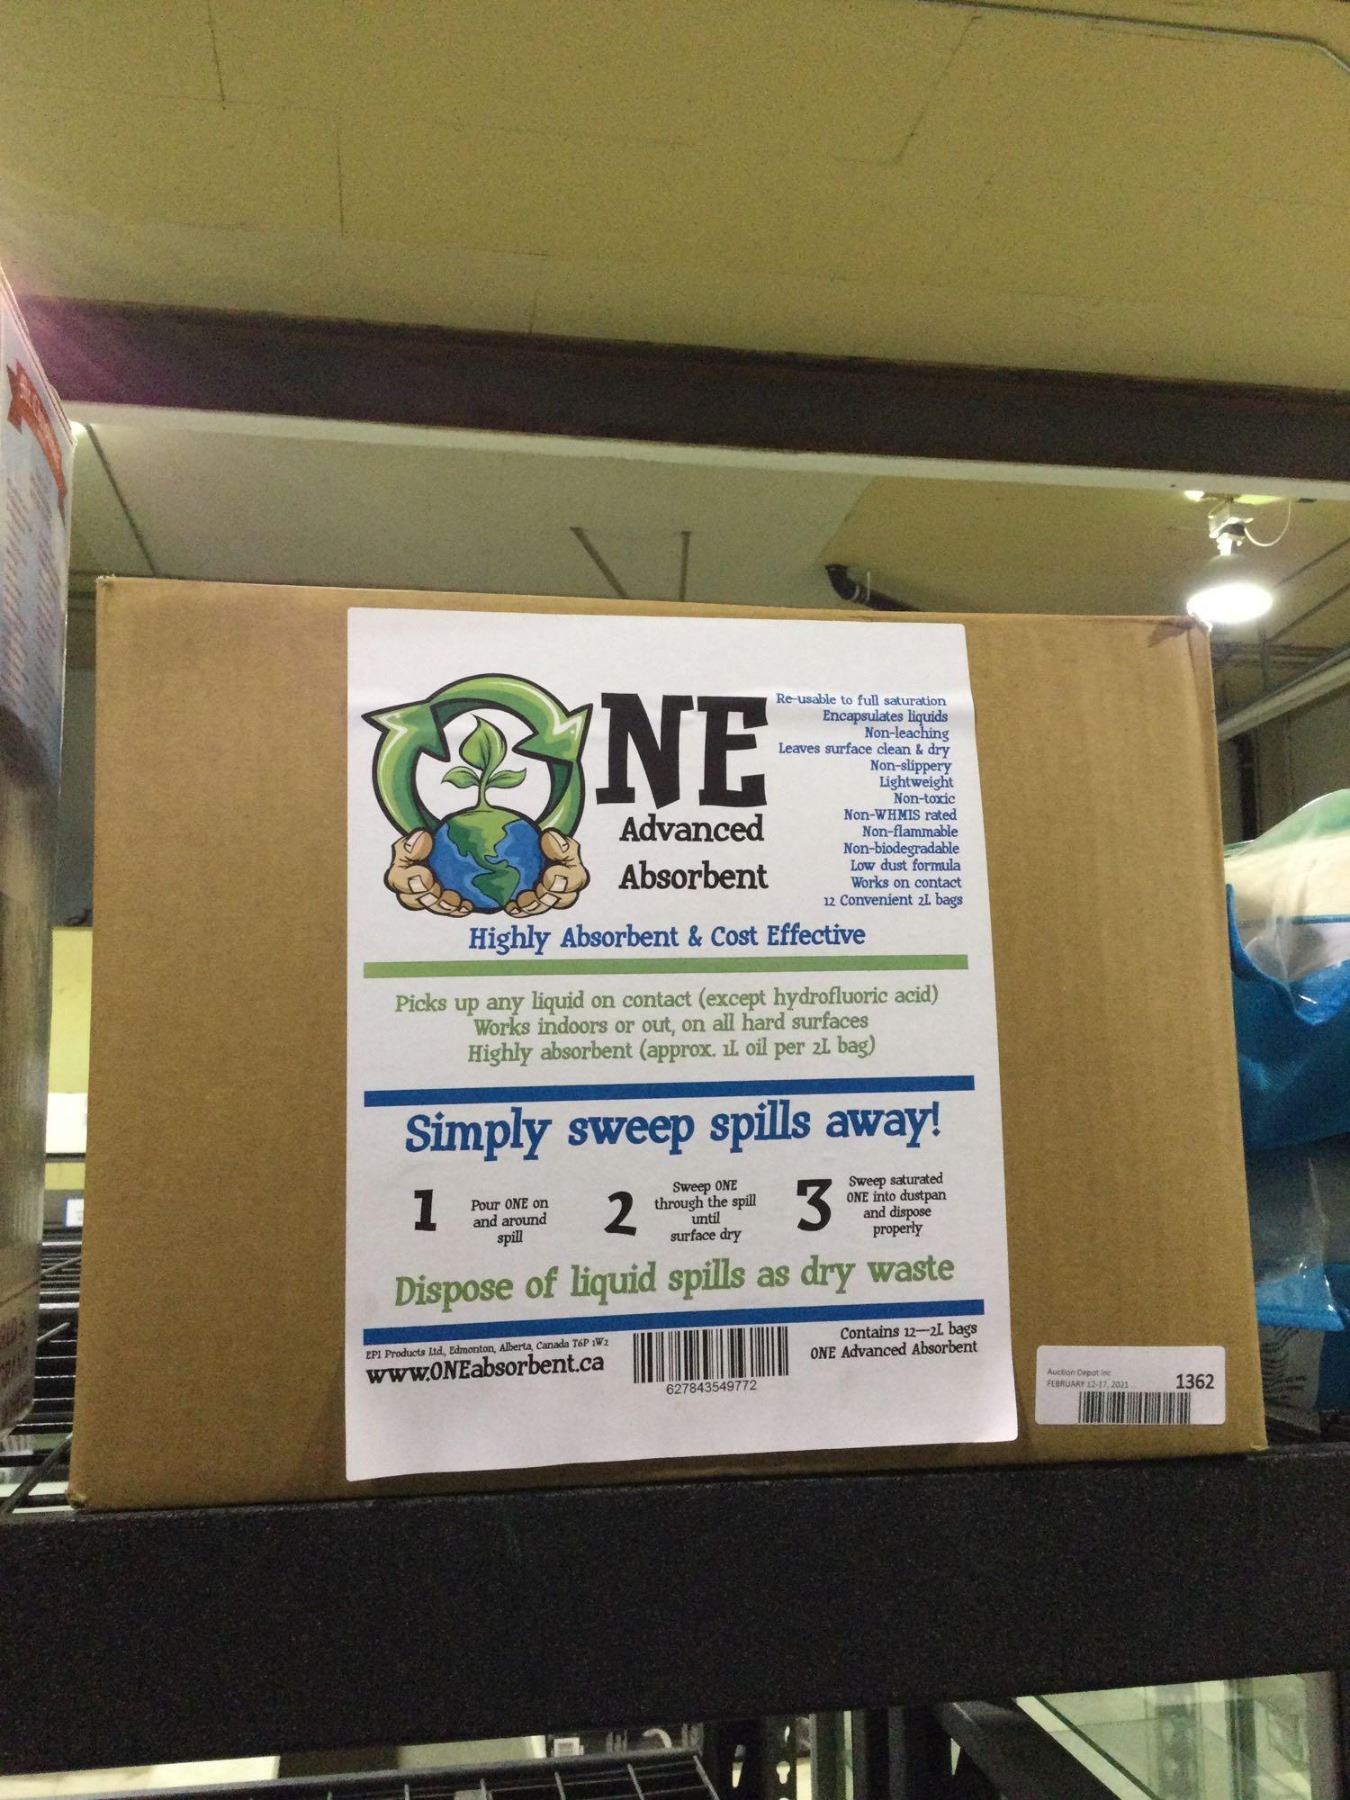 NE
Advanced
Absorbent
Re-usable to full saturation
Encapsulates liquids
Non-leaching
Leaves surface clean & dry
Non-slippery
Lightweight
Non-toxic
Non-WHMIS rated
Non-flammable
Non-biodegradable
Low dust formula
Works on contact
12 Convenient 2L bags
Highly Absorbent & Cost Effective
Picks up any liquid on contact (except hydrofluoric acid)
Works indoors or out, on all hard surfaces
Highly absorbent (approx. 1L oil per 2L bag)
Simply sweep spills away!
1
Pour ONE on
and around
spill
2
Sweep ONE
through the spill
until
surface dry
3
Sweep saturated
ONE into dustpan
and dispose
properly
Dispose of liquid spills as dry waste
EPI Products Ltd., Edmonton, Alberta, Canada T6P 1W2
www.ONEabsorbent.ca
627843549772
Contains 12—2L bags
ONE Advanced Absorbent
Auction Depot Inc
FEBRUARY 12-17, 2021
1362